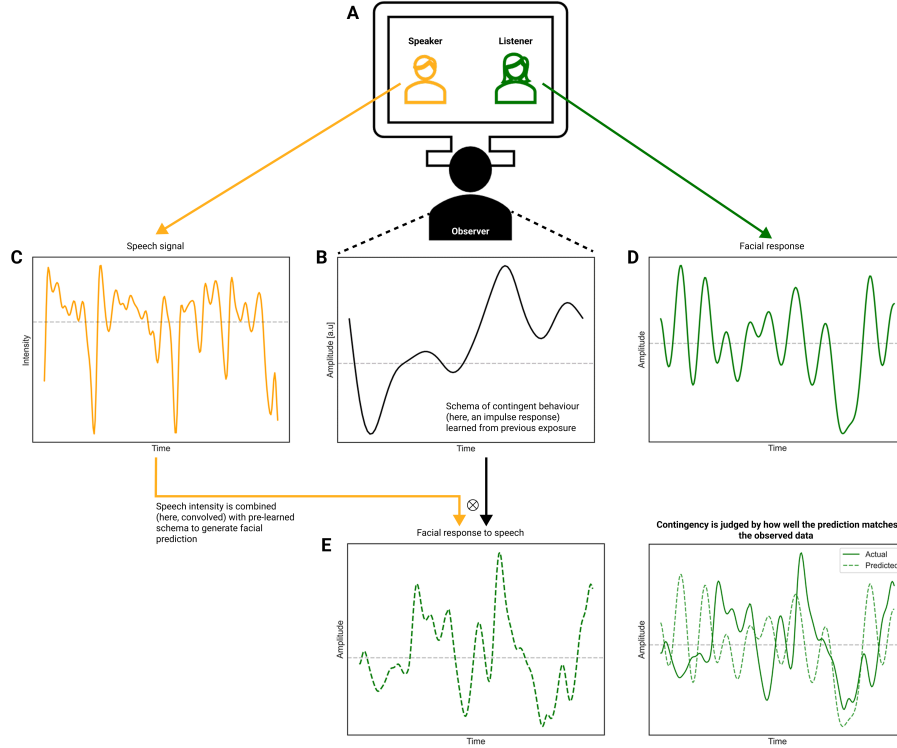 A
Speaker
Listener
Observer
C
Speech signal
Intensity
Time
B
Amplitude [a.u]
Schema of contingent behaviour
(here, an impulse response)
learned from previous exposure
Time
D
Facial response
Amplitude
Time
Speech intensity is combined
(here, convolved) with pre-learned
schema to generate facial
prediction
E
Facial response to speech
Amplitude
Time
Contingency is judged by how well the prediction matches
the observed data
Actual
Predicted
Amplitude
Time